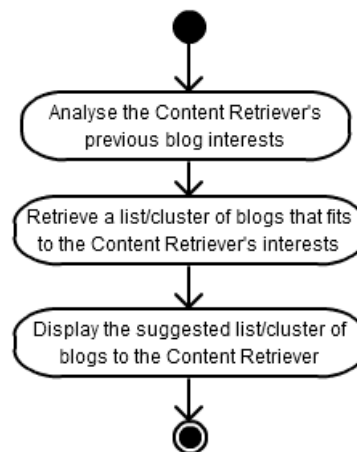 Analyse the Content Retriever's
previous blog interests
Retrieve a list/cluster of blogs that fits
to the Content Retriever's interests
Display the suggested list/cluster of
blogs to the Content Retriever